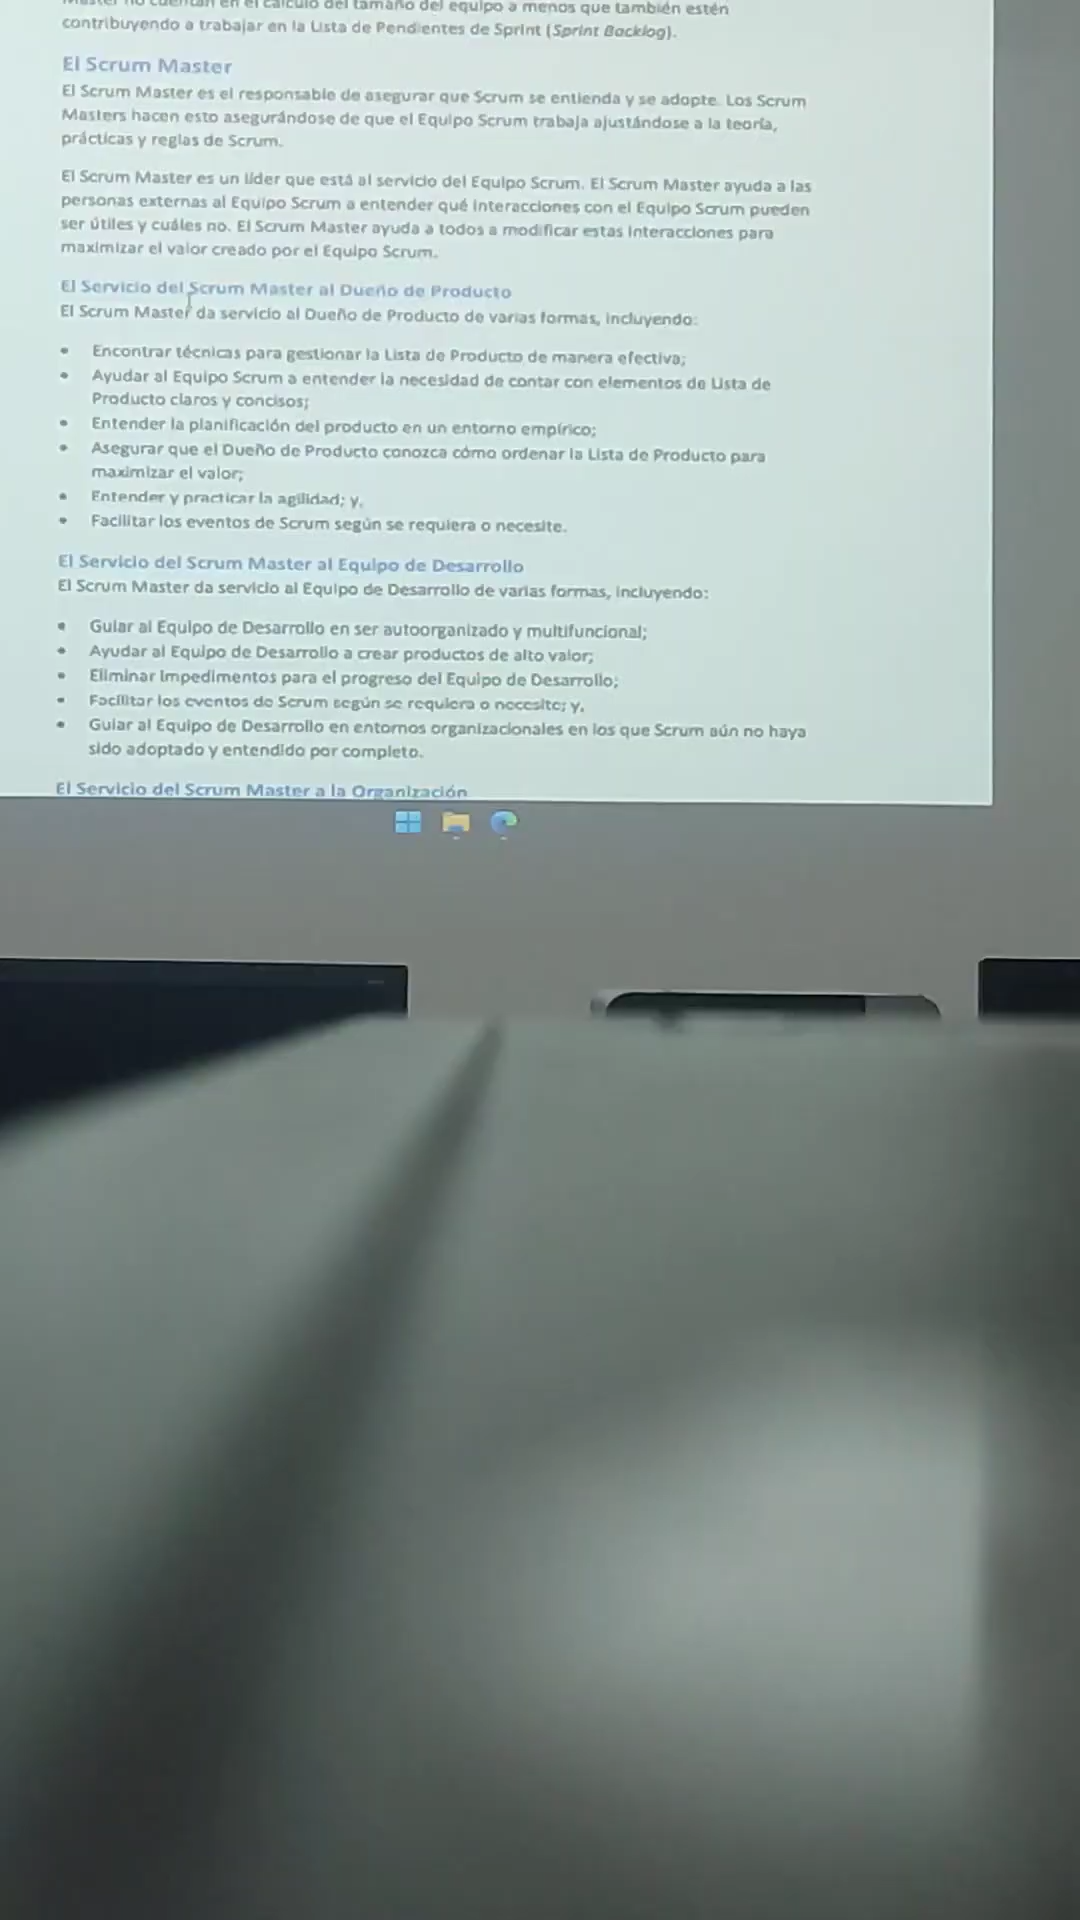 Master no cuentan en el cálculo del tamaño del equipo a menos que también estén
contribuyendo a trabajar en la Lista de Pendientes de Sprint (Sprint Backlog).
El Scrum Master
El Scrum Master es el responsable de asegurar que Scrum se entienda y se adopte. Los Scrum
Masters hacen esto asegurándose de que el Equipo Scrum trabaja ajustándose a la teoría,
prácticas y reglas de Scrum.
El Scrum Master es un líder que está al servicio del Equipo Scrum. El Scrum Master ayuda a las
personas externas al Equipo Scrum a entender qué interacciones con el Equipo Scrum pueden
ser útiles y cuáles no. El Scrum Master ayuda a todos a modificar estas interacciones para
maximizar el valor creado por el Equipo Scrum.
El Servicio del Scrum Master al Dueño de Producto
El Scrum Master da servicio al Dueño de Producto de varias formas, incluyendo:
• Encontrar técnicas para gestionar la Lista de Producto de manera efectiva;
• Ayudar al Equipo Scrum a entender la necesidad de contar con elementos de Lista de
Producto claros y concisos;
• Entender la planificación del producto en un entorno empírico;
• Asegurar que el Dueño de Producto conozca cómo ordenar la Lista de Producto para
maximizar el valor;
• Entender y practicar la agilidad; y,
• Facilitar los eventos de Scrum según se requiera o necesite.
El Servicio del Scrum Master al Equipo de Desarrollo
El Scrum Master da servicio al Equipo de Desarrollo de varias formas, incluyendo:
• Guiar al Equipo de Desarrollo en ser autoorganizado y multifuncional;
• Ayudar al Equipo de Desarrollo a crear productos de alto valor;
• Eliminar impedimentos para el progreso del Equipo de Desarrollo;
• Facilitar los eventos de Scrum según se requiera o necesite; y,
• Guiar al Equipo de Desarrollo en entornos organizacionales en los que Scrum aún no haya
sido adoptado y entendido por completo.
El Servicio del Scrum Master a la Organización